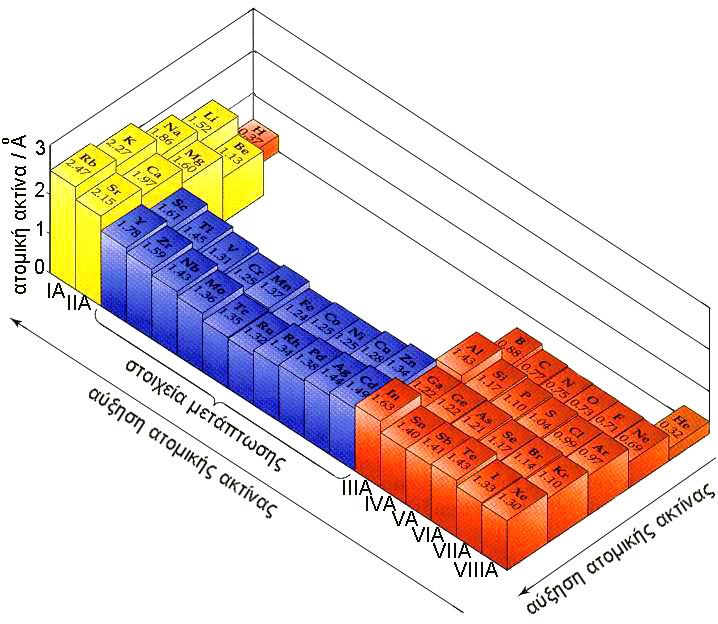 ατομική ακτίνα / Å
3
2
1
0
Li
1.52
H
0.37
Na
1.86
Be
1.13
K
2.27
Mg
1.60
Rb
2.47
Ca
1.97
Sr
2.15
Sc
1.61
Ti
1.45
V
1.31
Cr
1.25
Mn
1.37
Fe
1.24
Co
1.25
Ni
1.25
Cu
1.28
Zn
1.34
Y
1.78
Zr
1.59
Nb
1.43
Mo
1.36
Tc
1.35
Ru
1.32
Rh
1.34
Pd
1.38
Ag
1.44
Cd
1.49
B
0.88
C
0.77
N
0.75
O
0.73
F
0.71
Ne
0.69
He
0.32
Al
1.43
Si
1.17
P
1.10
S
1.04
Cl
0.99
Ar
0.97
Ga
1.22
Ge
1.22
As
1.21
Se
1.17
Br
1.14
Kr
1.10
In
1.63
Sn
1.40
Sb
1.41
Te
1.43
I
1.33
Xe
1.30
IA
IIA
στοιχεία μετάπτωσης
IIIA
IVA
VA
VIA
VIIA
VIIIA
αύξηση ατομικής ακτίνας
αύξηση ατομικής ακτίνας